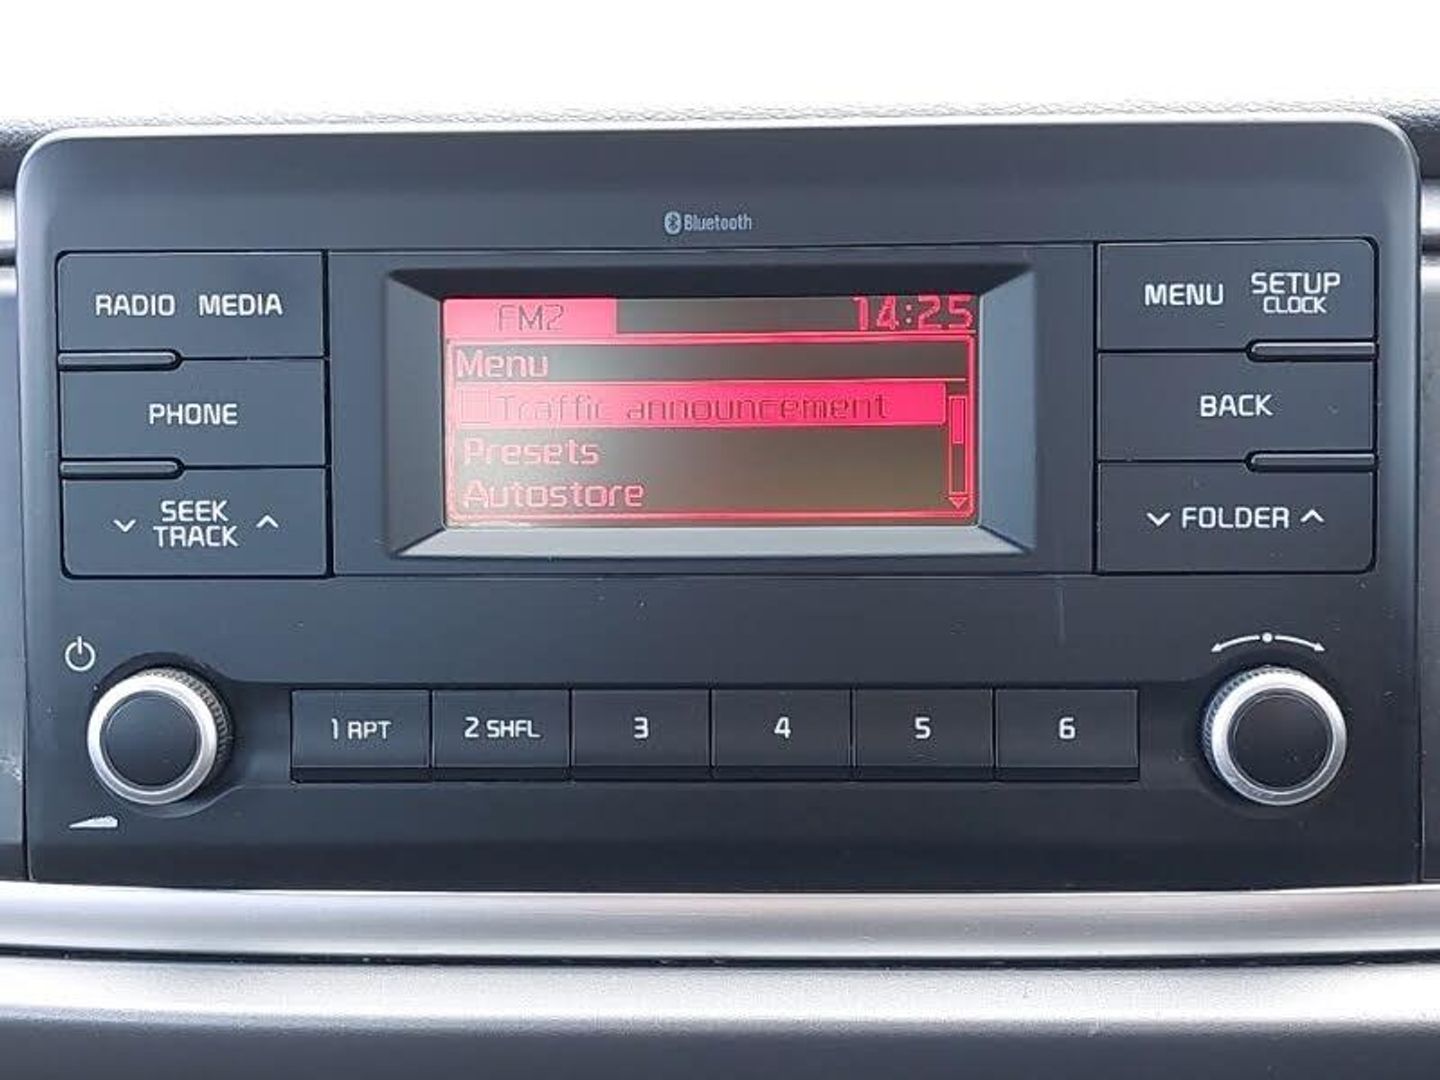 Bluetooth
RADIO MEDIA
PHONE
SEEK
TRACK
FM2 14:25
Menu
Traffic announcement
Presets
Autostore
MENU SETUP
CLOCK
BACK
FOLDER
1 RPT 2 SHFL 3 4 5 6